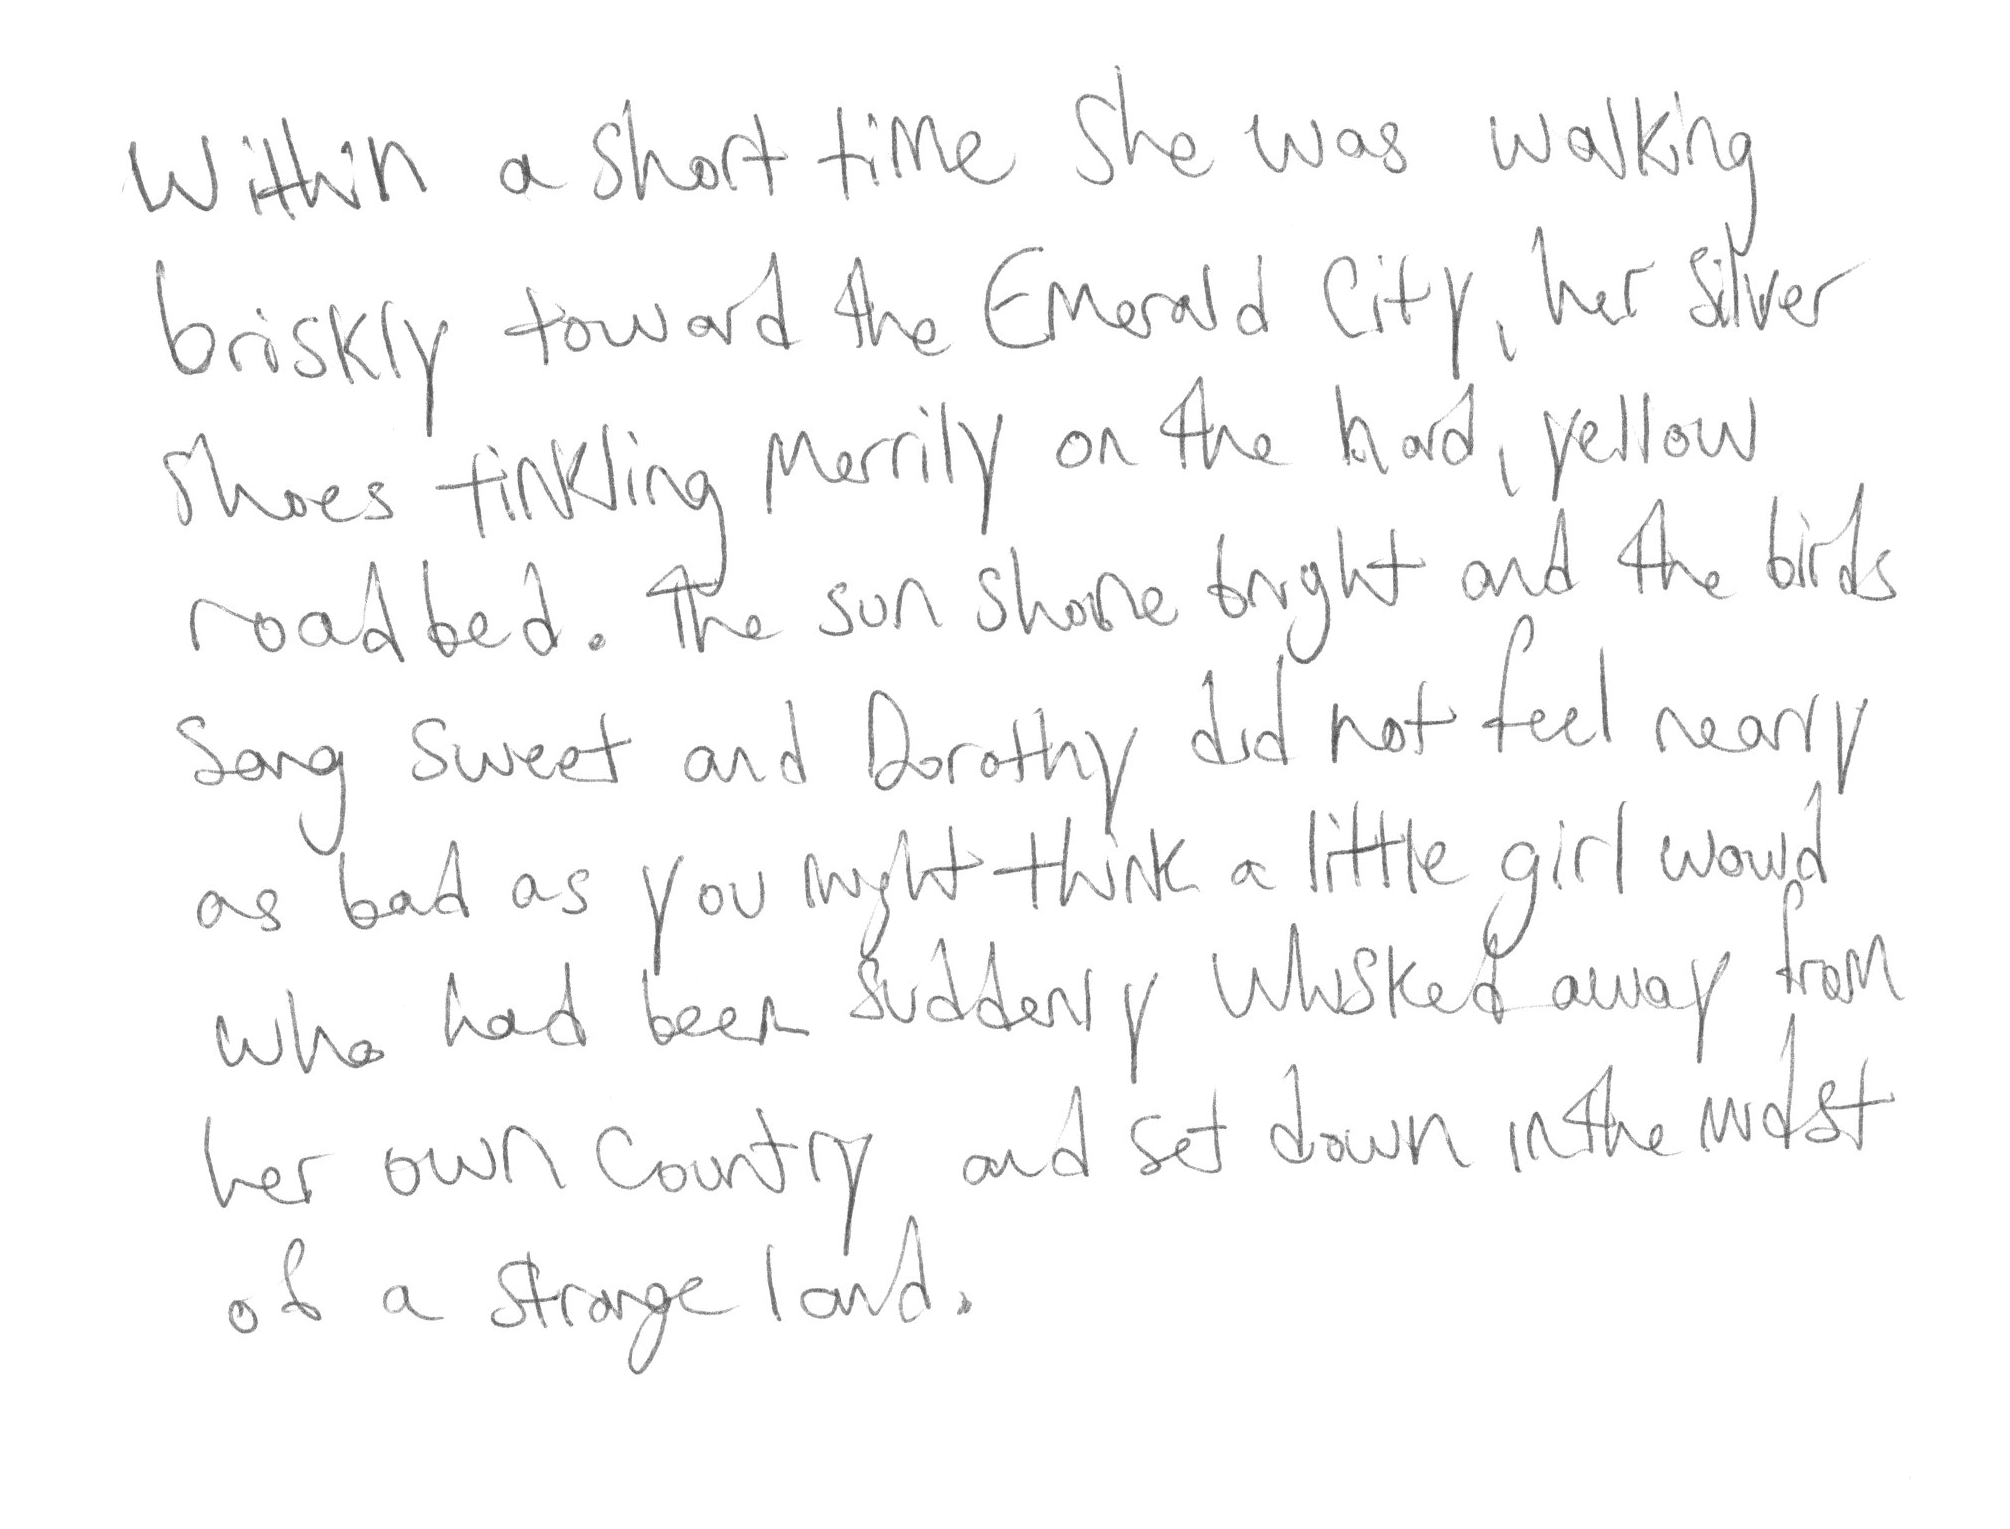 Within a short time she was walking
briskly toward the Emerald City, her silver
shoes tinkling merrily on the hard, yellow
roadbed. The sun shone bright and the birds
sang sweet and Dorothy did not feel nearly
as bad as you might think a little girl would
who had been suddenly whisked away from
her own country and set down in the midst
of a strange land.